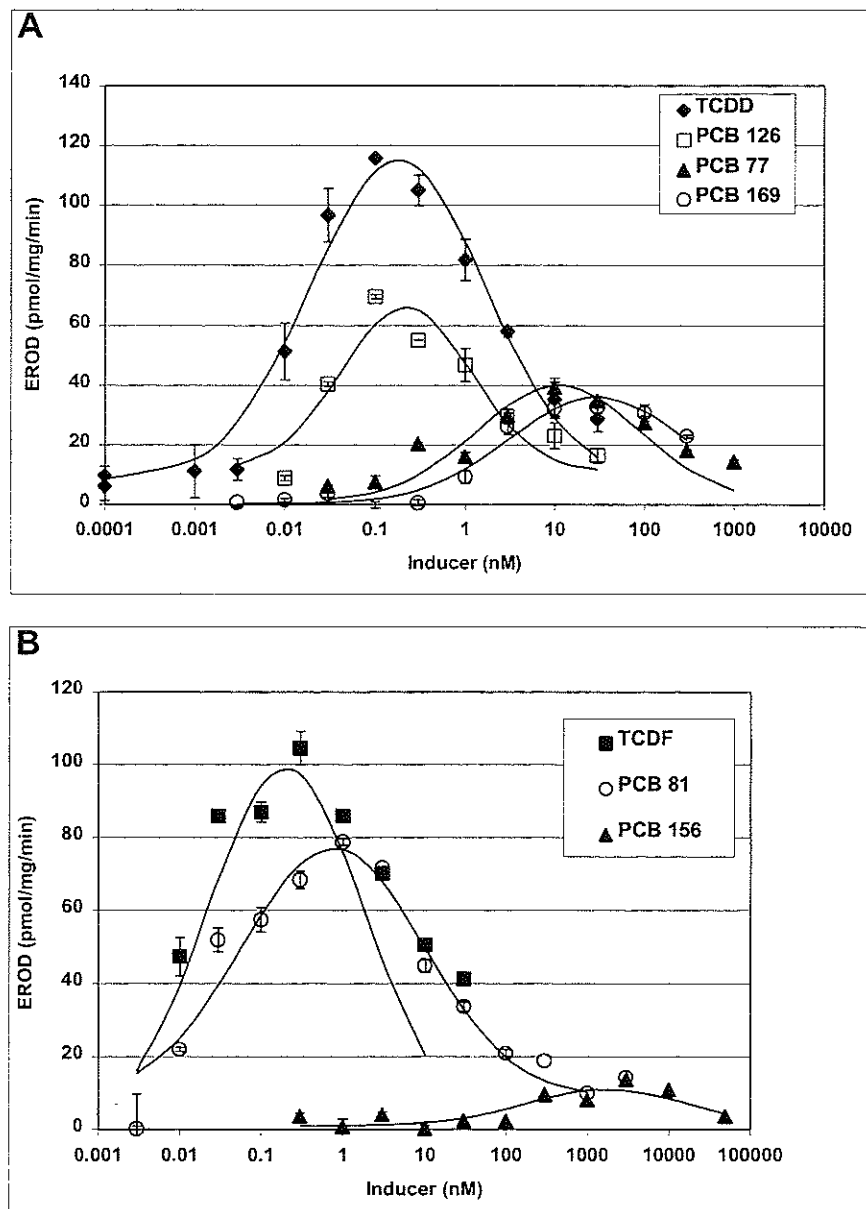 A
140
120
100
80
60
40
20
0
EROD (pmol/mg/min)
TCDD
PCB 126
PCB 77
PCB 169
0.0001 0.001 0.01 0.1 1 10 100 1000 10000
Inducer (nM)
B
120
100
80
60
40
20
0
EROD (pmol/mg/min)
TCDF
PCB 81
PCB 156
0.001 0.01 0.1 1 10 100 1000 10000 100000
Inducer (nM)